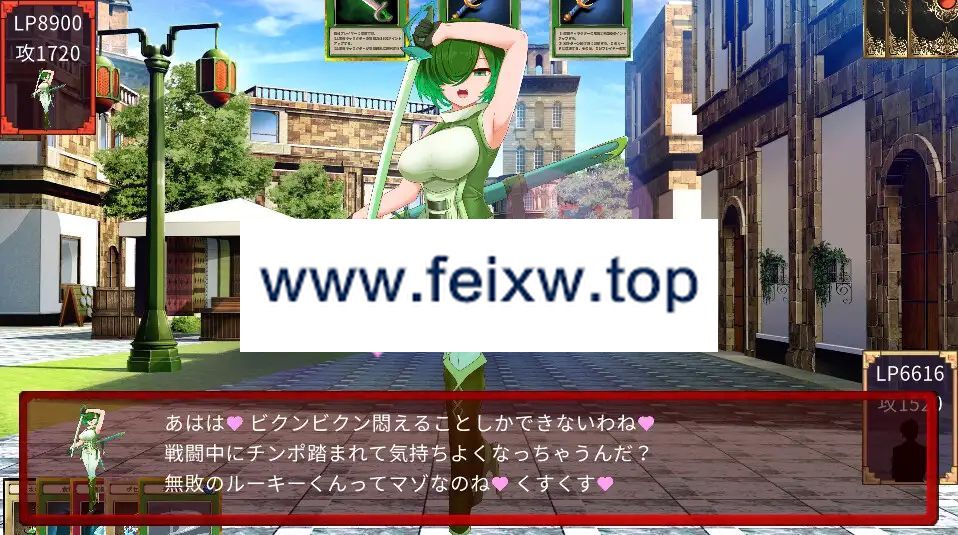 LP8900
攻1720
www.feixw.top
LP6616
あはは♥ ビクンビクン悶えることしかできないわね♥
戦闘中にチンポ踏まれて気持ちよくなっちゃうんだ?
無敗のルーキーくんってマゾなのね♥ くすくす♥